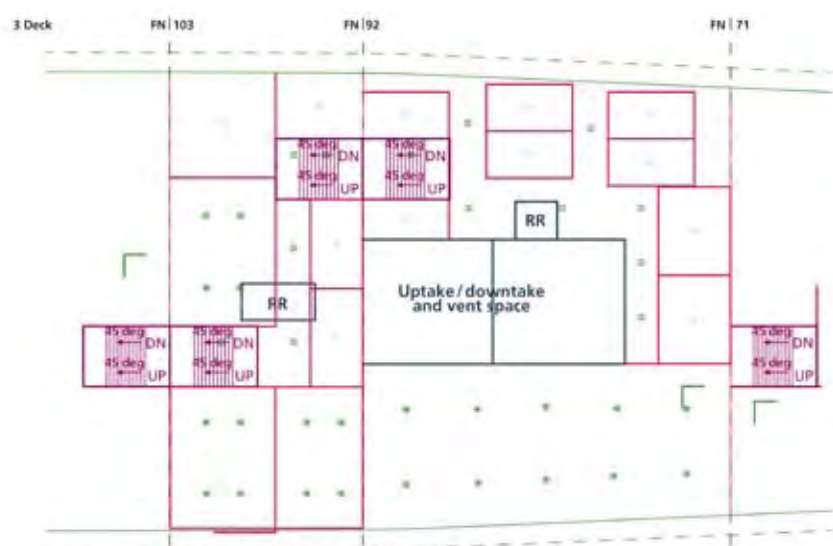 3 Deck
FN 103
FN 92
FN 71
45 deg
DN
45 deg
UP
45 deg
DN
45 deg
UP
RR
RR
Uptake/downtake
and vent space
45 deg
DN
45 deg
UP
45 deg
DN
45 deg
UP
45 deg
DN
45 deg
UP